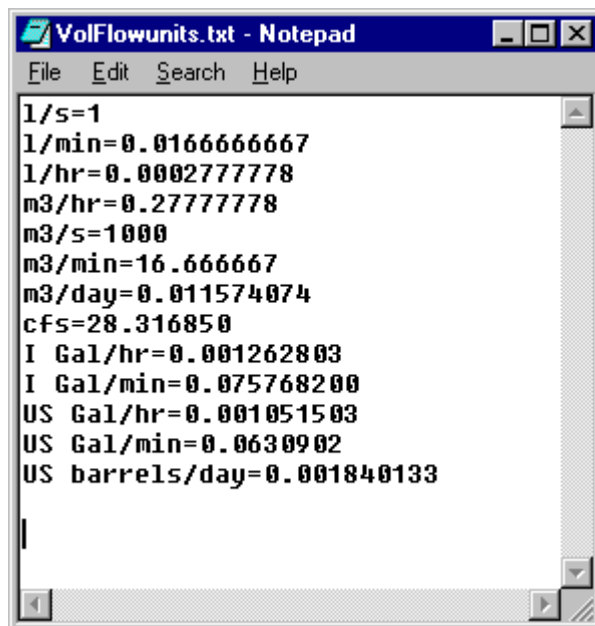 VolFlowunits.txt - Notepad
File Edit Search Help
l/s=1
l/min=0.0166666667
l/hr=0.0002777778
m3/hr=0.27777778
m3/s=1000
m3/min=16.666667
m3/day=0.011574074
cfs=28.316850
I Gal/hr=0.001262803
I Gal/min=0.075768200
US Gal/hr=0.001051503
US Gal/min=0.0630902
US barrels/day=0.001840133